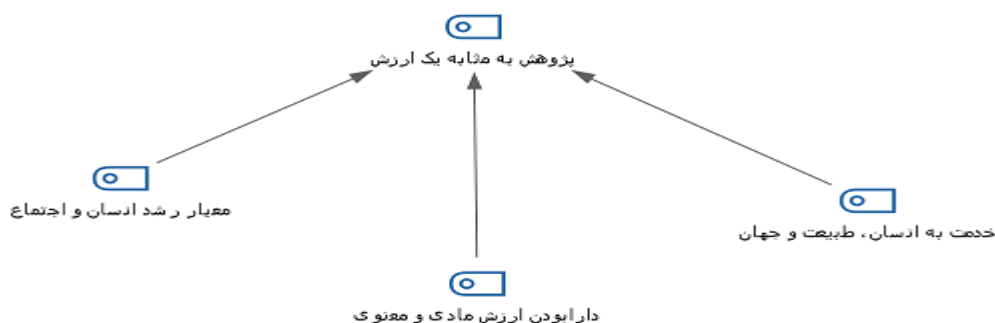 پژوهش به مثابه یک ارزش
معیار رشد انسان و اجتماع
خدمت به انسان، طبیعت و جهان
دارابودن ارزش مادی و معنوی